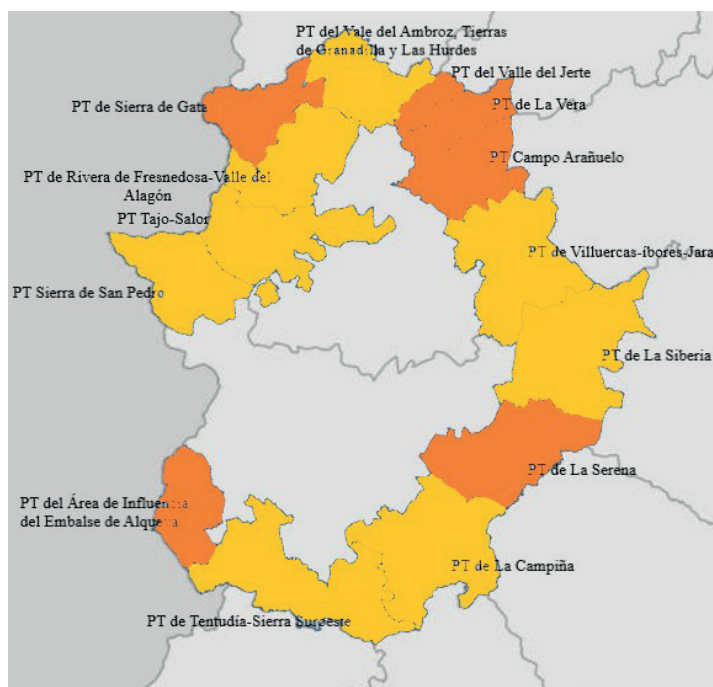 PT del Vale del Ambroz, Tierras
de Granadilla y Las Hurdes
PT del Valle del Jerte
PT de La Vera
PT de Sierra de Gata
PT Campo Arañuelo
PT de Rivera de Fresnedosa-Valle del
Alagón
PT Tajo-Salor
PT de Villuercas-íbores-Jara
PT Sierra de San Pedro
PT de La Siberia
PT de La Serena
PT del Área de Influencia
del Embalse de Alqueva
PT de La Campiña
PT de Tentudía-Sierra Suroeste